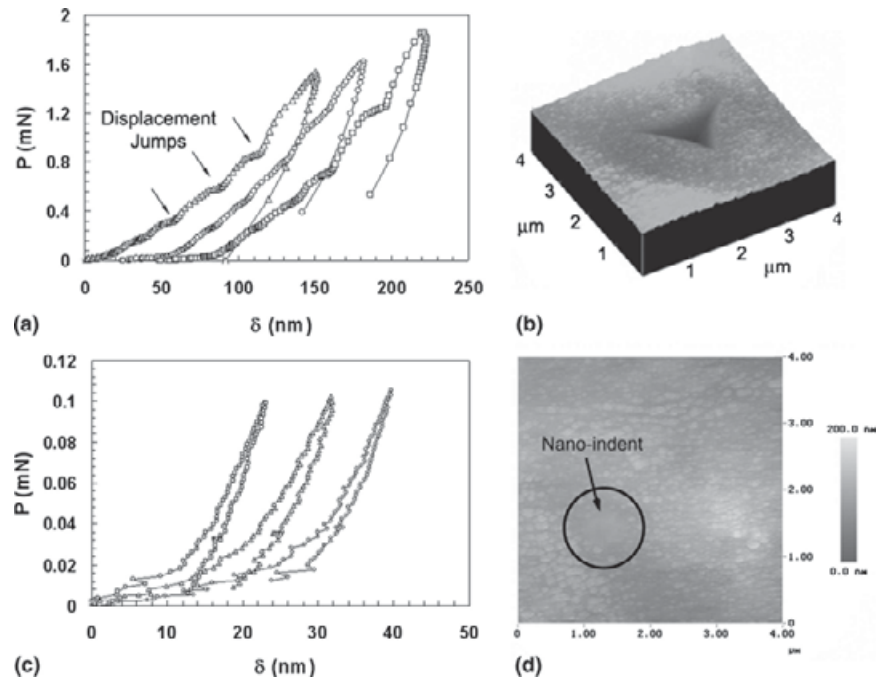 2
1.6
1.2
0.8
0.4
0
P (mN)
Displacement
Jumps
0 50 100 150 200 250
δ (nm)
(a)
4
3
2
1
μm
1
2
3
4
μm
(b)
0.12
0.1
0.08
0.06
0.04
0.02
0
P (mN)
0 10 20 30 40 50
δ (nm)
(c)
Nano-indent
4.00
3.00
2.00
1.00
0
0 1.00 2.00 3.00 4.00
μm
200.0 nm
0.0 nm
(d)